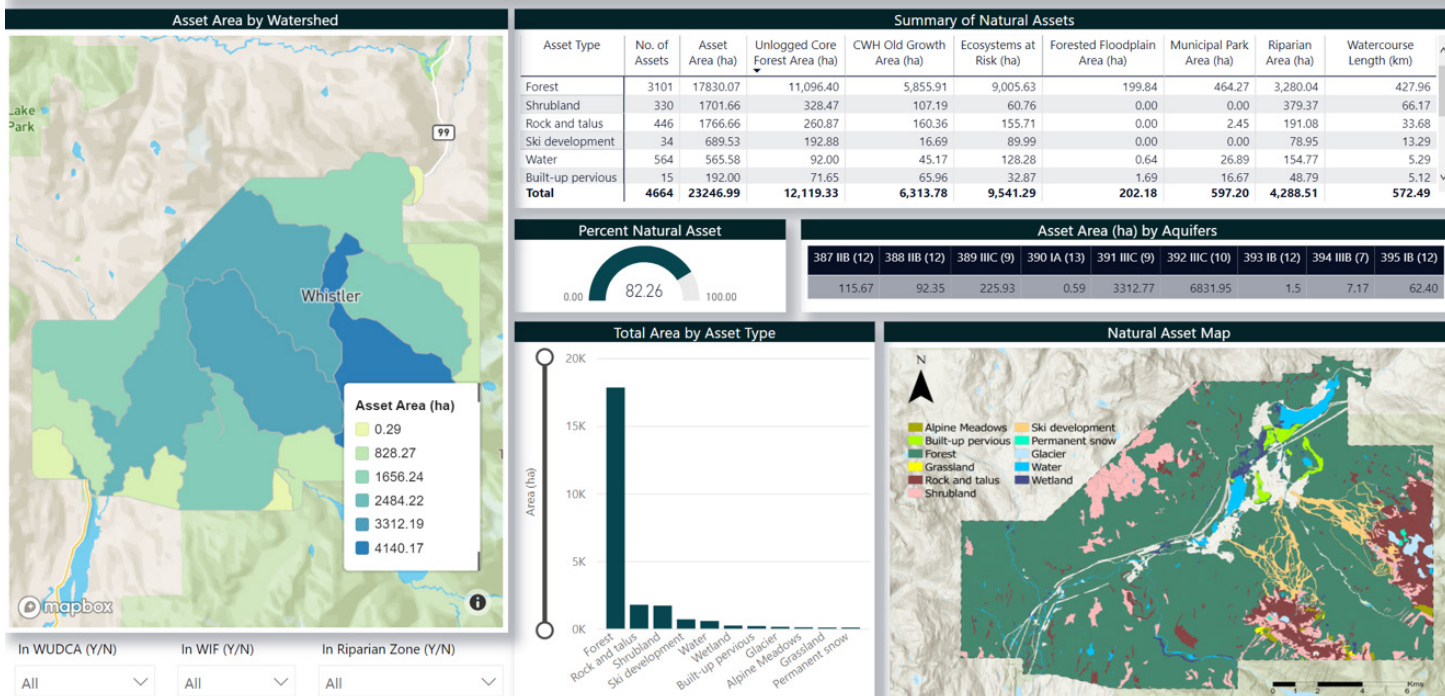 Asset Area by Watershed
Lake
Park
99
Whistler
Asset Area (ha)
0.29
828.27
1656.24
2484.22
3312.19
4140.17
mapbox
In WUDCA (Y/N)
In WIF (Y/N)
In Riparian Zone (Y/N)
All
All
All
Summary of Natural Assets
Asset Type No. of Assets Asset Area (ha) Unlogged Core Forest Area (ha) CWH Old Growth Area (ha) Ecosystems at Risk (ha) Forested Floodplain Area (ha) Municipal Park Area (ha) Riparian Area (ha) Watercourse Length (km)
Forest 3101 17830.07 11,096.40 5,855.91 9,005.63 199.84 464.27 3,280.04 427.96
Shrubland 330 1701.66 328.47 107.19 60.76 0.00 0.00 379.37 66.17
Rock and talus 446 1766.66 260.87 160.36 155.71 0.00 2.45 191.08 33.68
Ski development 34 689.53 192.88 16.69 89.99 0.00 0.00 78.95 13.29
Water 564 565.58 92.00 45.17 128.28 0.64 26.89 154.77 5.29
Built-up pervious 15 192.00 71.65 65.96 32.87 1.69 16.67 48.79 5.12
Total 4664 23246.99 12,119.33 6,313.78 9,541.29 202.18 597.20 4,288.51 572.49
Percent Natural Asset
0.00 82.26 100.00
Asset Area (ha) by Aquifers
387 IIB (12) 388 IIB (12) 389 IIIC (9) 390 IA (13) 391 IIIC (9) 392 IIIC (10) 393 IB (12) 394 IIIB (7) 395 IB (12)
115.67 92.35 225.93 0.59 3312.77 6831.95 1.5 7.17 62.40
Total Area by Asset Type
20K
15K
10K
5K
0K
Area (ha)
Forest
Rock and talus
Shrubland
Ski development
Water
Wetland
Built-up pervious
Glacier
Alpine Meadows
Grassland
Permanent snow
Natural Asset Map
N
Alpine Meadows
Built-up pervious
Forest
Grassland
Rock and talus
Shrubland
Ski development
Permanent snow
Glacier
Water
Wetland
Kms